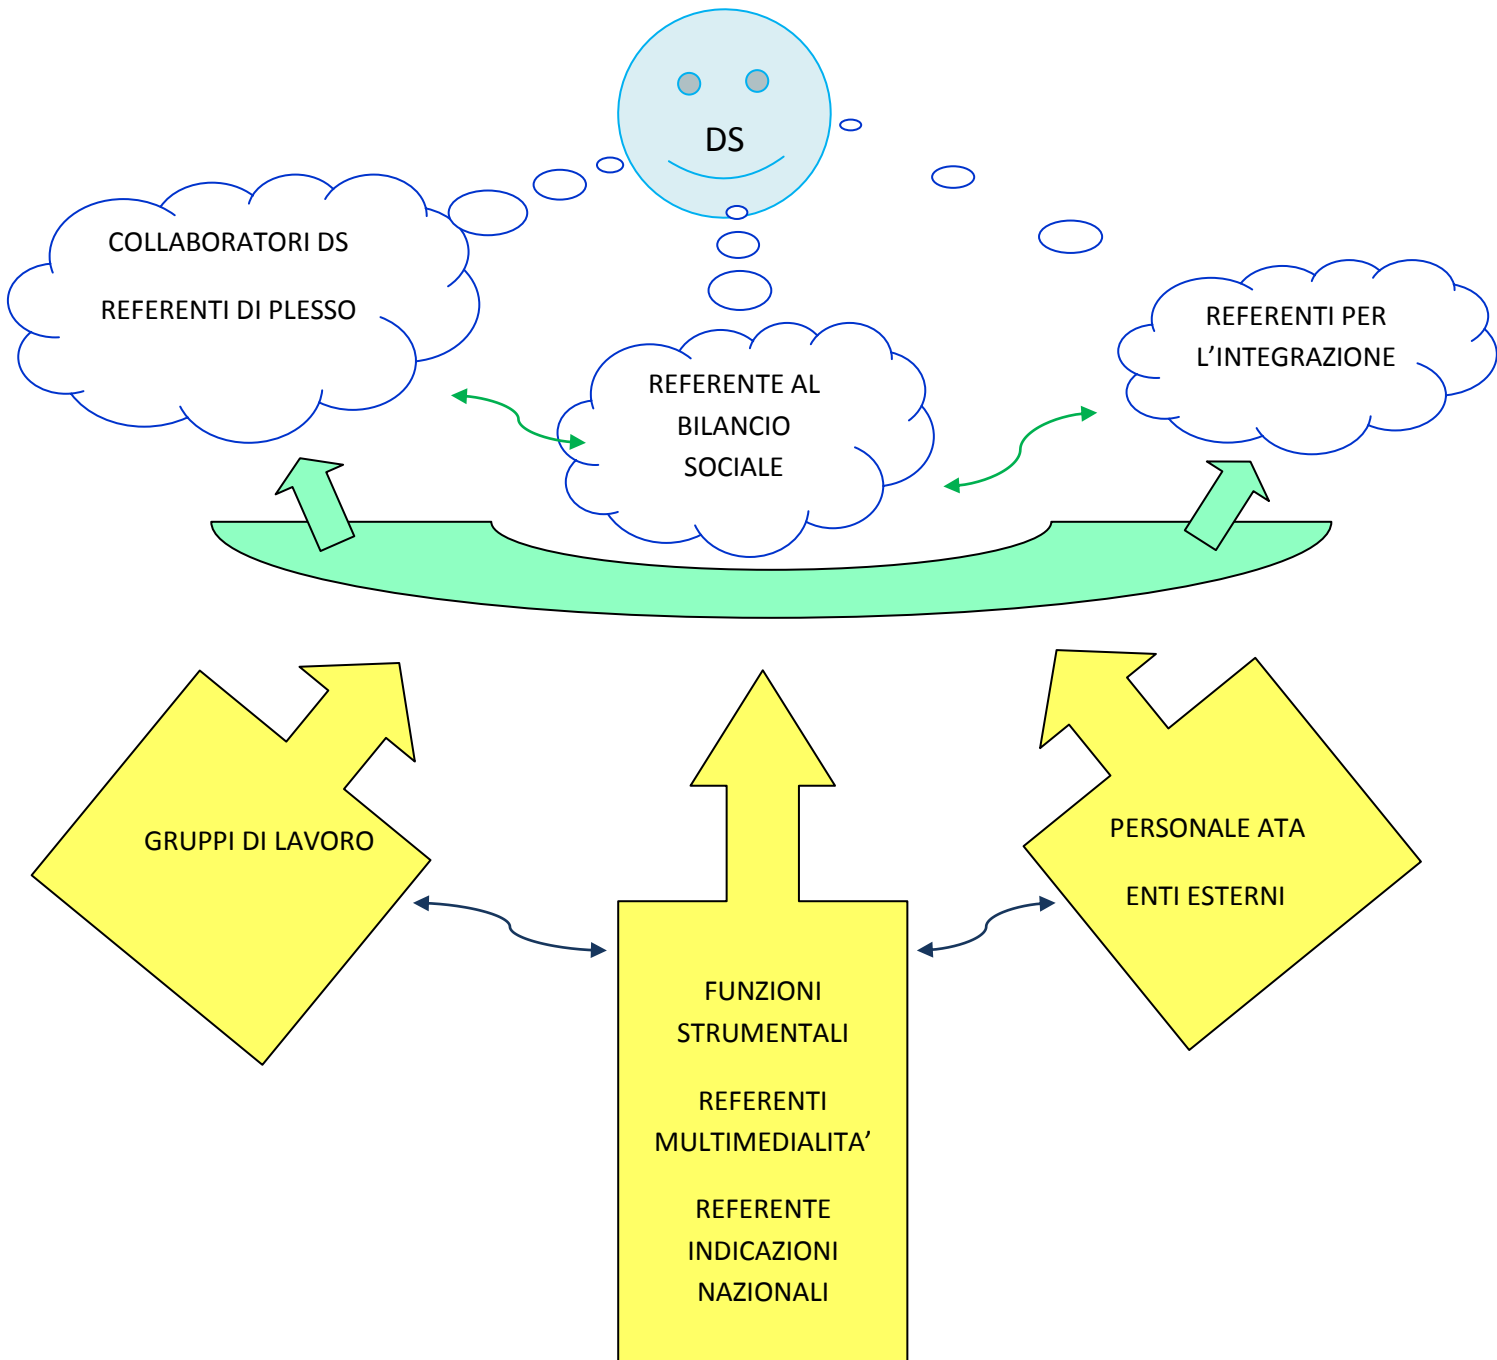 DS
COLLABORATORI DS
REFERENTI DI PLESSO
REFERENTE AL
BILANCIO
SOCIALE
REFERENTI PER
L’INTEGRAZIONE
GRUPPI DI LAVORO
FUNZIONI
STRUMENTALI
REFERENTI
MULTIMEDIALITA’
REFERENTE
INDICAZIONI
NAZIONALI
PERSONALE ATA
ENTI ESTERNI